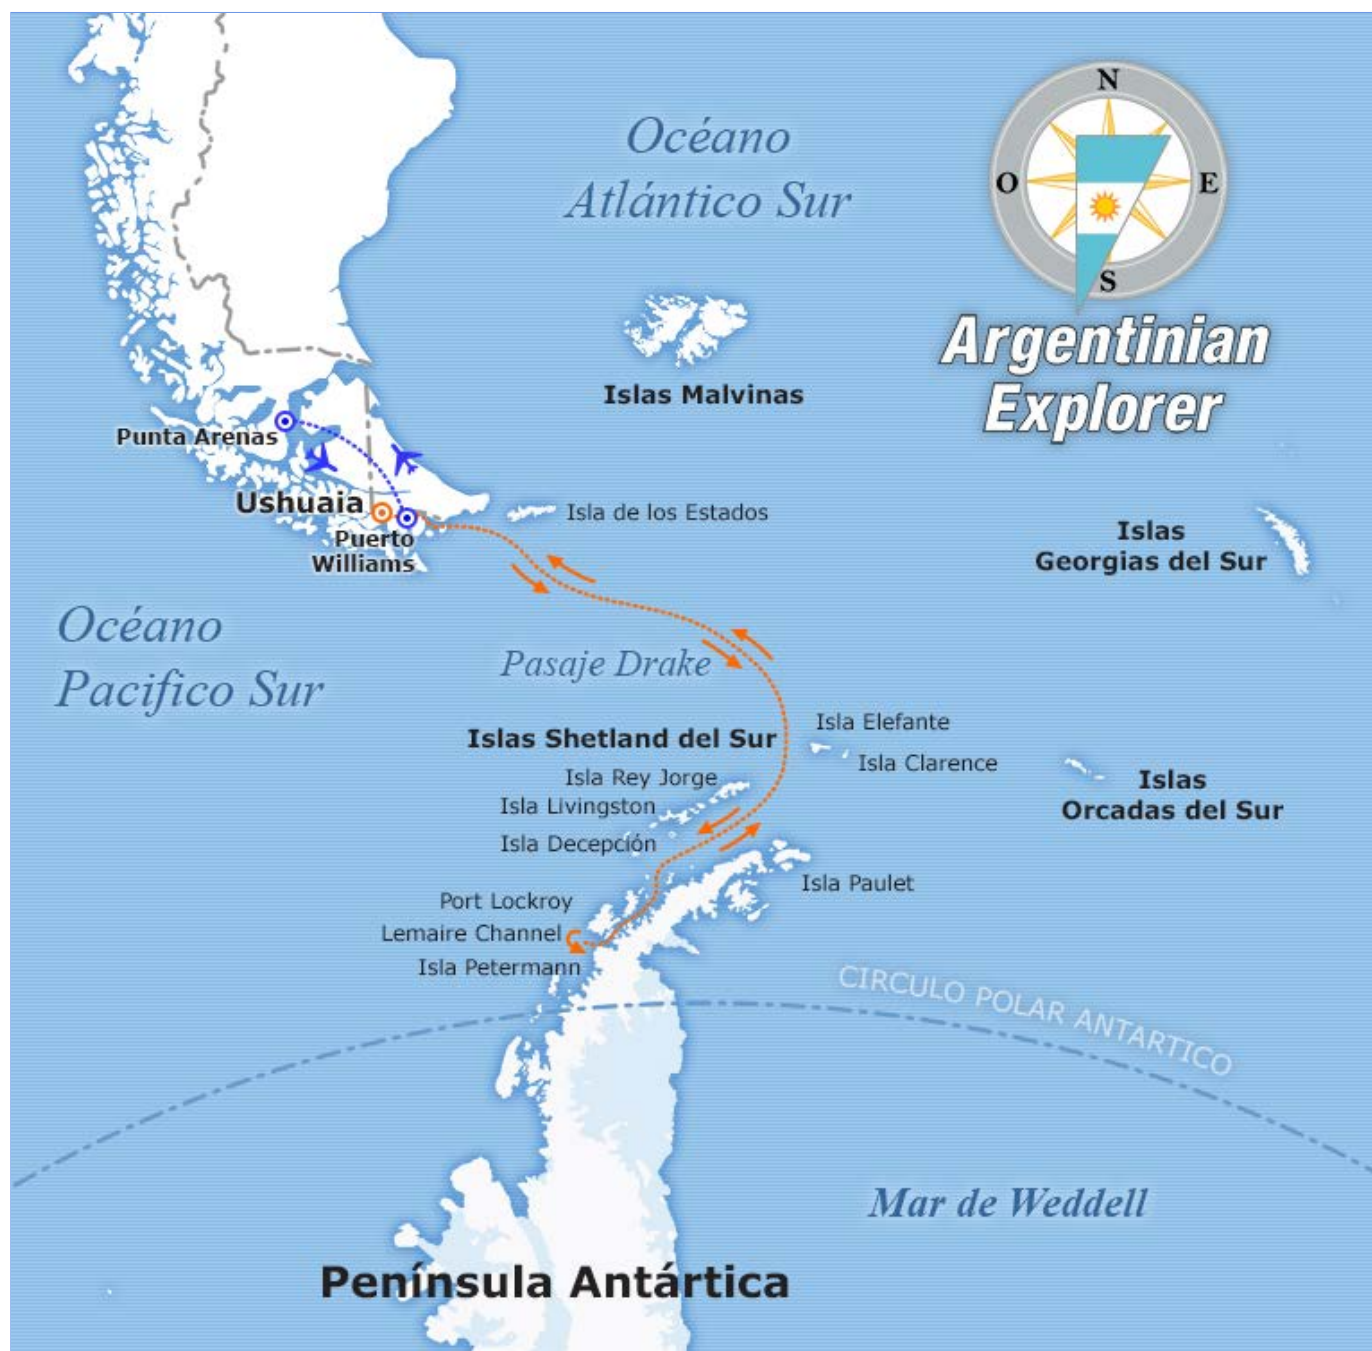 N
O
E
S
Océano
Atlántico Sur
Argentinian
Explorer
Islas Malvinas
Punta Arenas
Ushuaia
Puerto
Williams
Isla de los Estados
Islas
Georgias del Sur
Océano
Pacifico Sur
Pasaje Drake
Islas Shetland del Sur
Isla Elefante
Isla Clarence
Isla Rey Jorge
Isla Livingston
Isla Decepción
Islas
Orcadas del Sur
Isla Paulet
Port Lockroy
Lemaire Channel
Isla Petermann
CIRCULO POLAR ANTARTICO
Mar de Weddell
Península Antártica